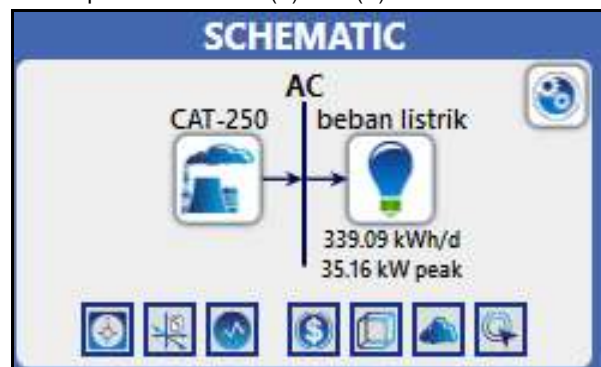 SCHEMATIC
AC
CAT-250
beban listrik
339.09 kWh/d
35.16 kW peak